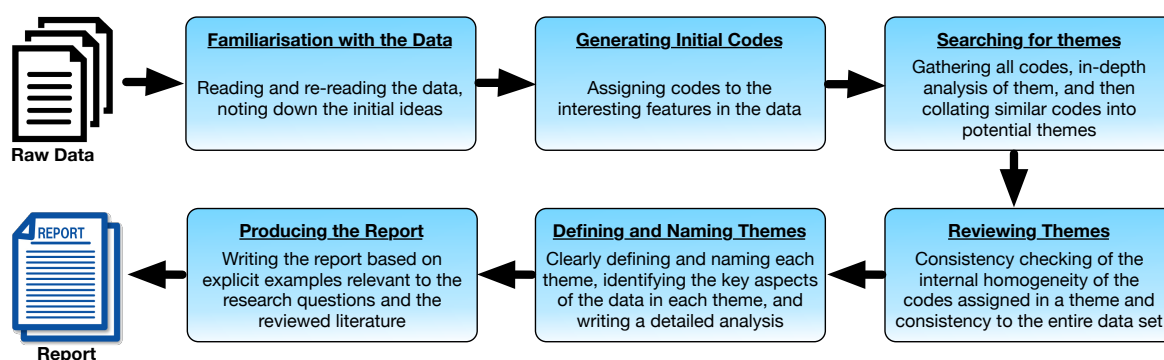 Familiarisation with the Data
Reading and re-reading the data,
noting down the initial ideas
Generating Initial Codes
Assigning codes to the
interesting features in the data
Searching for themes
Gathering all codes, in-depth
analysis of them, and then
collating similar codes into
potential themes
Raw Data
Reviewing Themes
Consistency checking of the
internal homogeneity of the
codes assigned in a theme and
consistency to the entire data set
Defining and Naming Themes
Clearly defining and naming each
theme, identifying the key aspects
of the data in each theme, and
writing a detailed analysis
Producing the Report
Writing the report based on
explicit examples relevant to the
research questions and the
reviewed literature
REPORT
Report